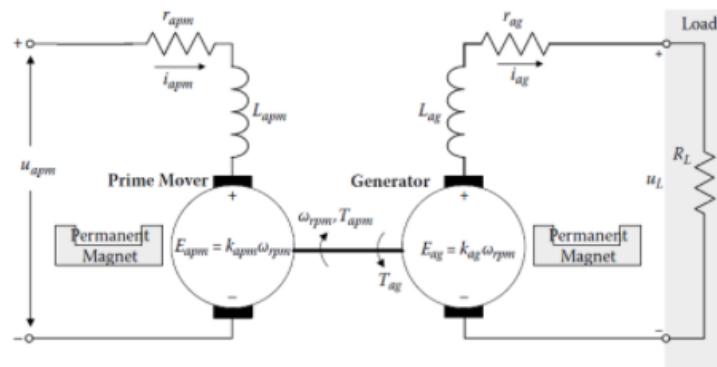 r_apm
r_ag
Load
+
+
i_apm
i_ag
L_apm
L_ag
u_apm
R_L
u_L
Prime Mover
Generator
+
+
ω_rpm, T_apm
Permanent
Magnet
E_apm = k_apm ω_rpm
E_ag = k_ag ω_rpm
Permanent
Magnet
T_ag
−
−
−
−